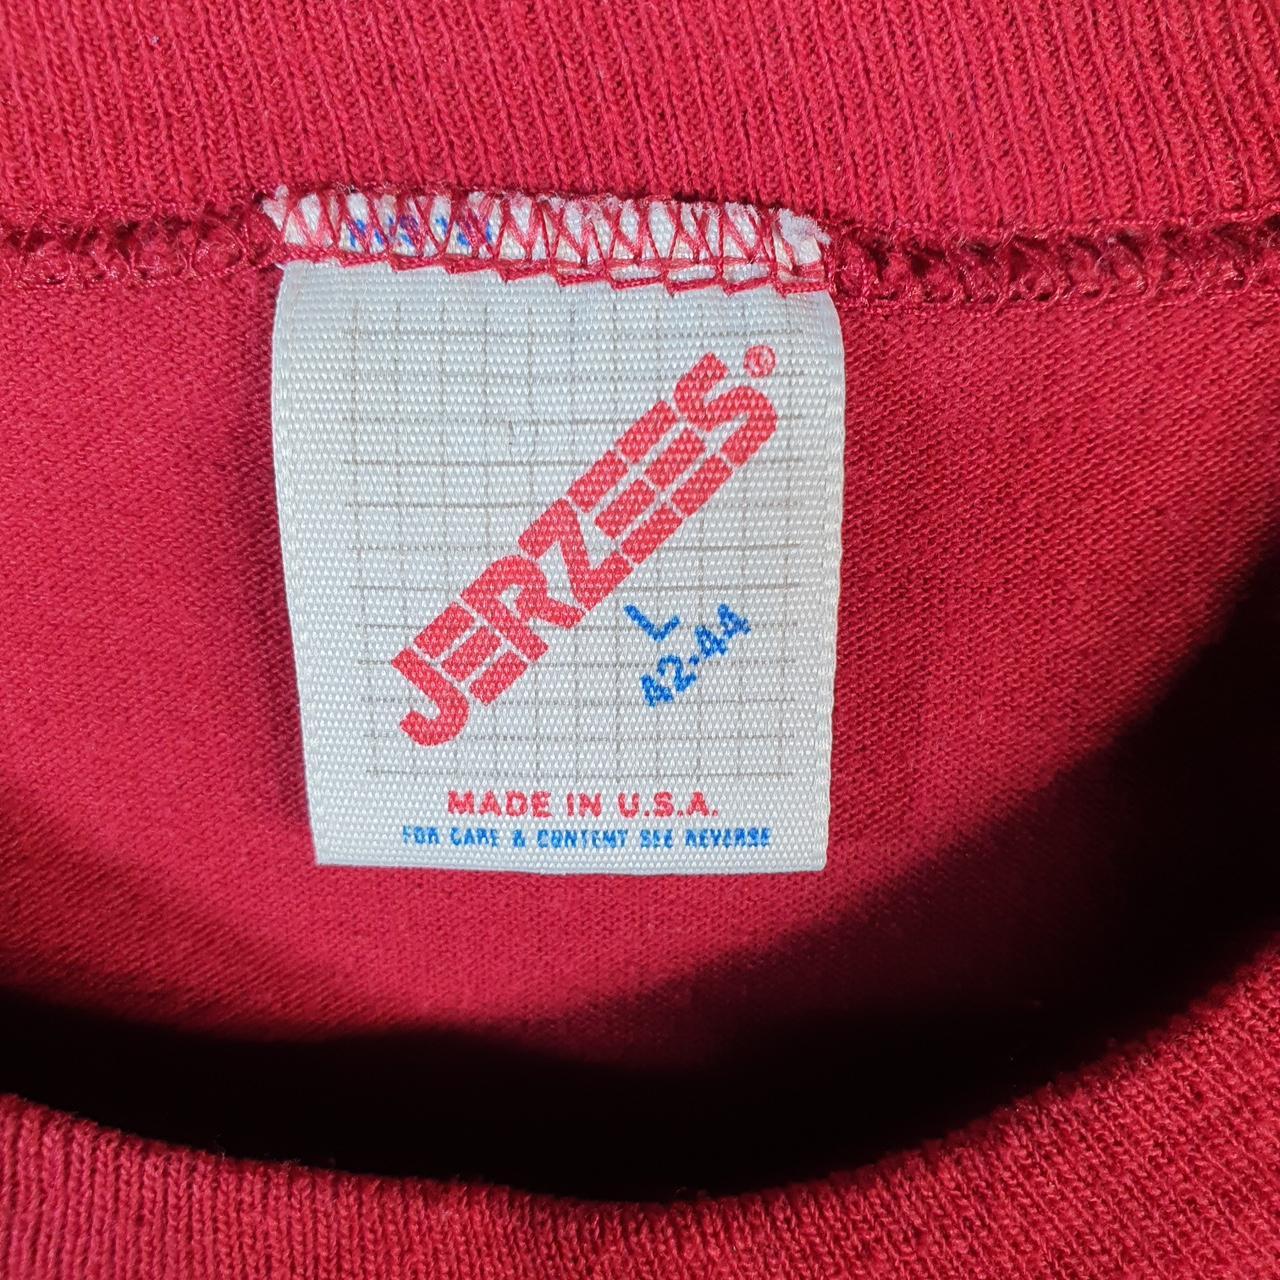 JERZEES®
L
42-44
MADE IN U.S.A.
FOR CARE & CONTENT SEE REVERSE